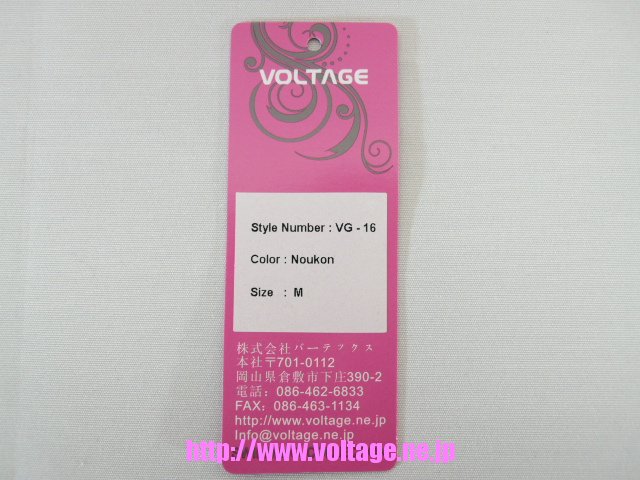 VOLTAGE
Style Number : VG - 16
Color : Noukon
Size : M
株式会社バーテックス
本社〒701-0112
岡山県倉敷市下庄390-2
電話：086-462-6833
FAX：086-463-1134
http://www.voltage.ne.jp
Info@voltage.ne.jp
http://www.voltage.ne.jp